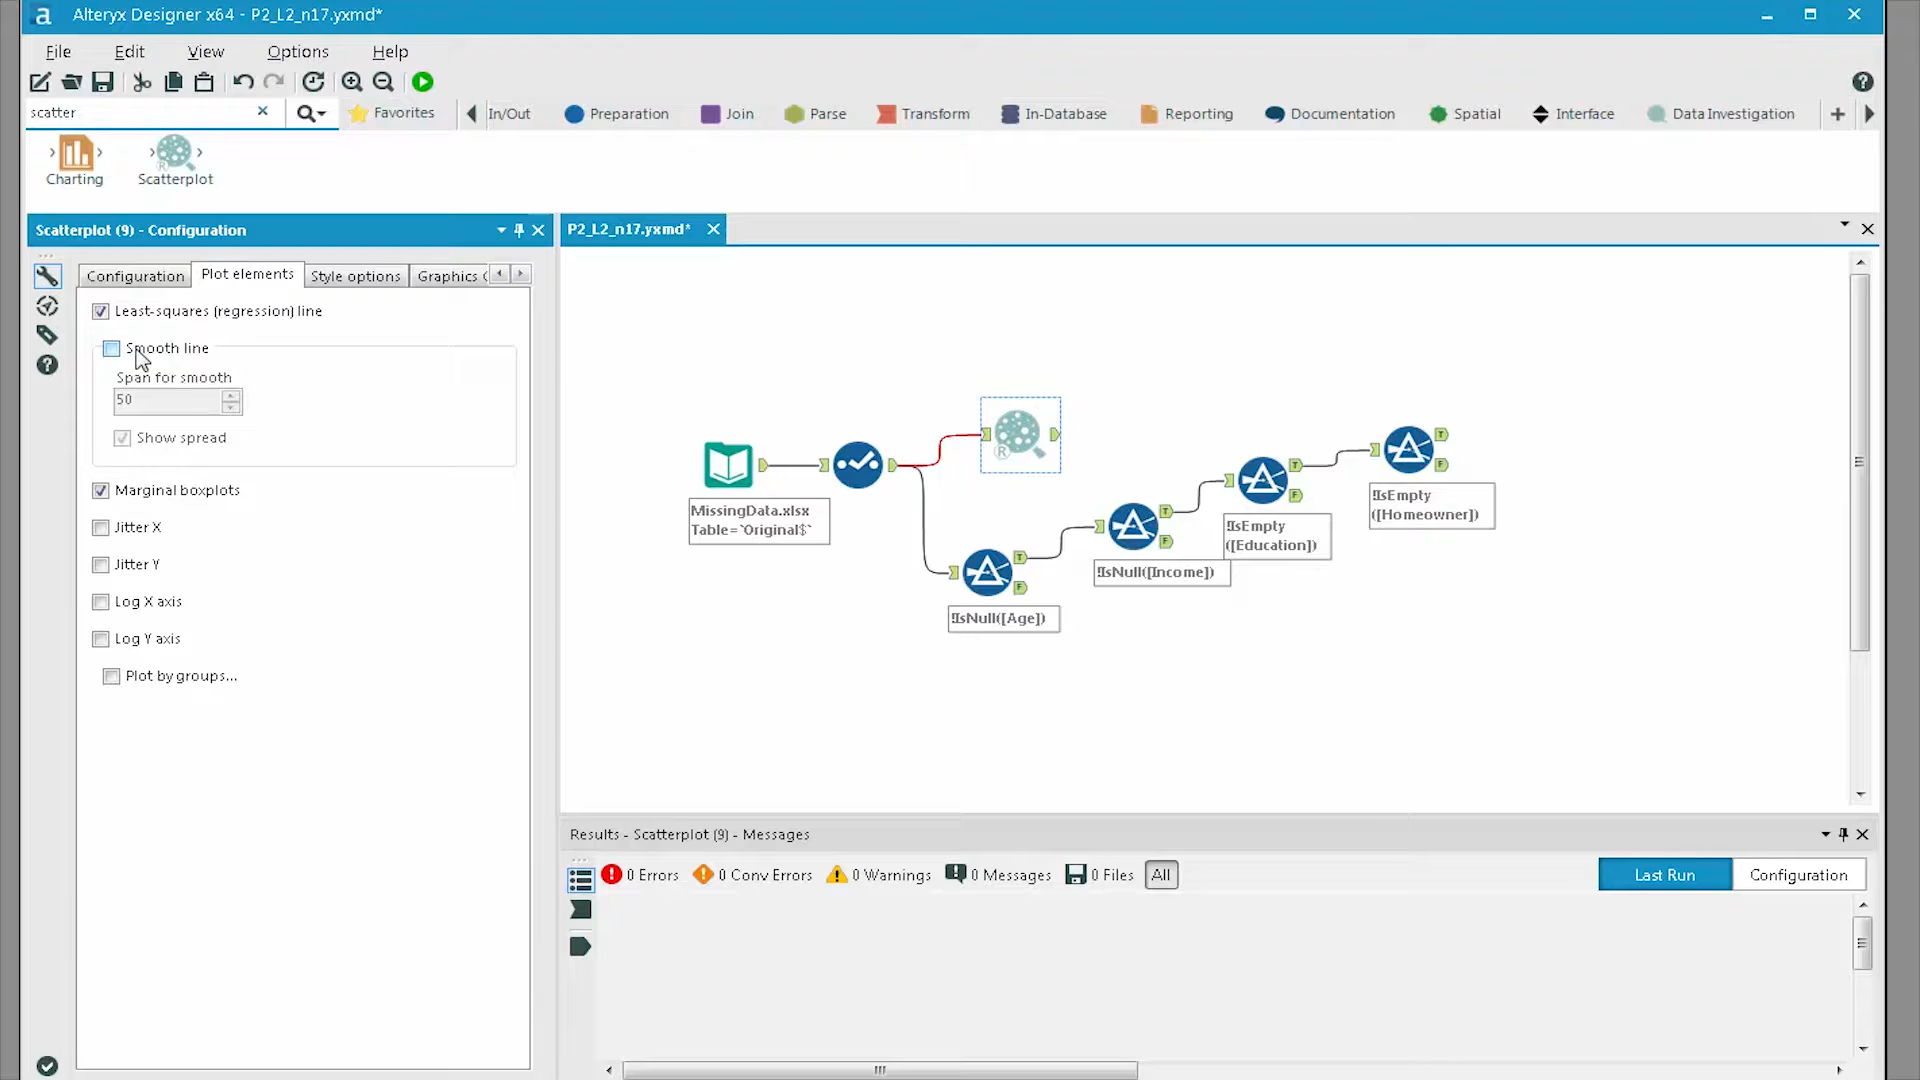 a Alteryx Designer x64 - P2_L2_n17.yxmd*
File Edit View Options Help
scatter
Favorites In/Out Preparation Join Parse Transform In-Database Reporting Documentation Spatial Interface Data Investigation
Charting Scatterplot
Scatterplot (9) - Configuration
P2_L2_n17.yxmd*
Configuration Plot elements Style options Graphics
Least-squares (regression) line
Smooth line
Span for smooth
50
Show spread
Marginal boxplots
Jitter X
Jitter Y
Log X axis
Log Y axis
Plot by groups...
R
MissingData.xlsx
Table=`Original$`
T
F
!IsNull([Age])
T
F
!IsNull([Income])
T
F
!IsEmpty
([Education])
T
F
!IsEmpty
([Homeowner])
Results - Scatterplot (9) - Messages
0 Errors 0 Conv Errors 0 Warnings 0 Messages 0 Files All Last Run Configuration